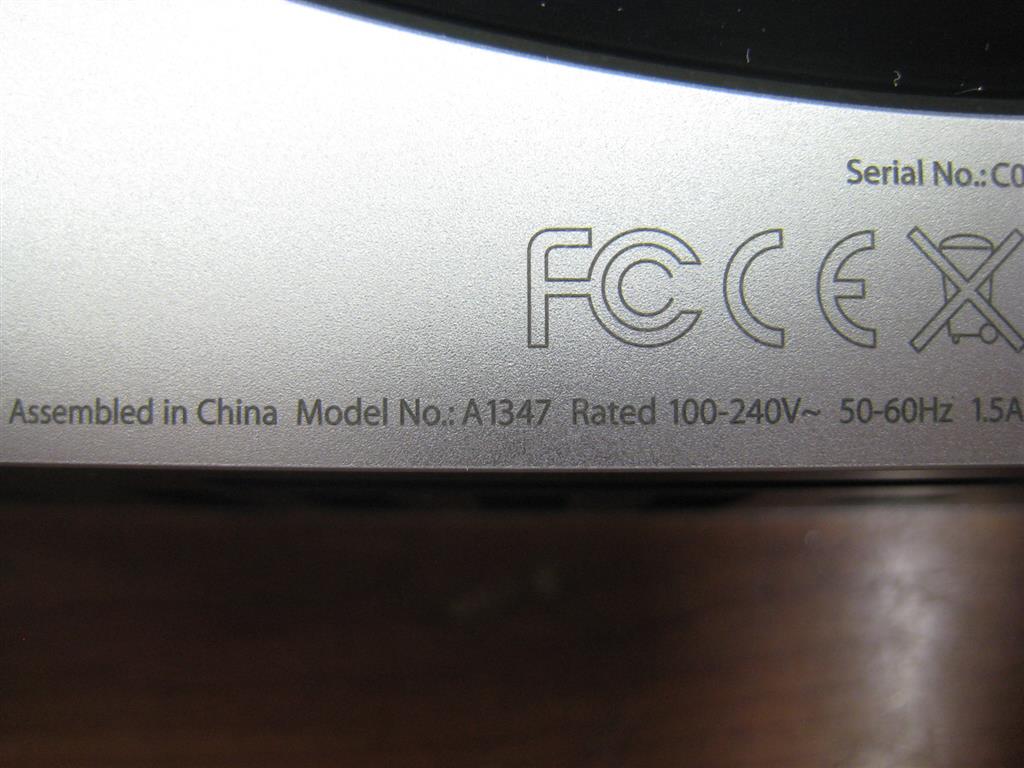 Serial No.: C0
FC CE
Assembled in China Model No.: A1347 Rated 100-240V~ 50-60Hz 1.5A